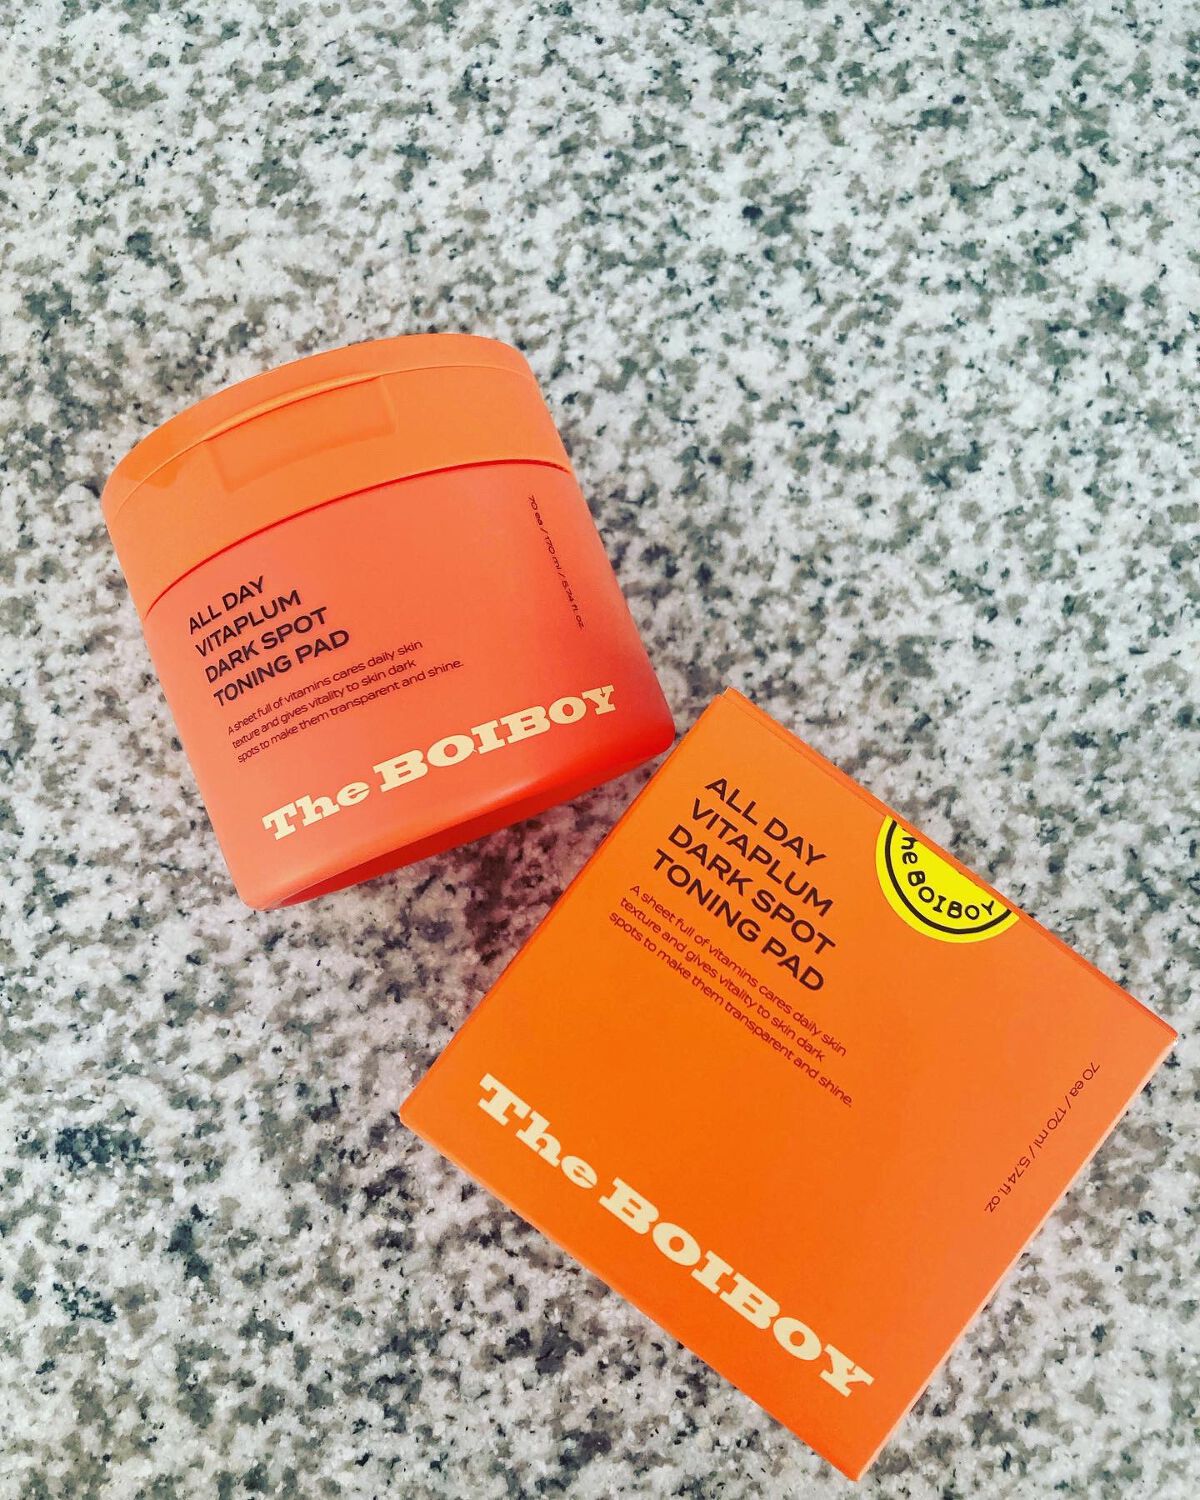 ALL DAY
VITAPLUM
DARK SPOT
TONING PAD
A sheet full of vitamins cares daily skin
texture and gives vitality to skin dark
spots to make them transparent and shine.
70 ea / 170 ml / 5.74 fl. oz.
The BOIBOY
ALL DAY
VITAPLUM
DARK SPOT
TONING PAD
A sheet full of vitamins cares daily skin
texture and gives vitality to skin dark
spots to make them transparent and shine.
he BOIBOY
70 ea / 170 ml / 5.74 fl. oz
The BOIBOY